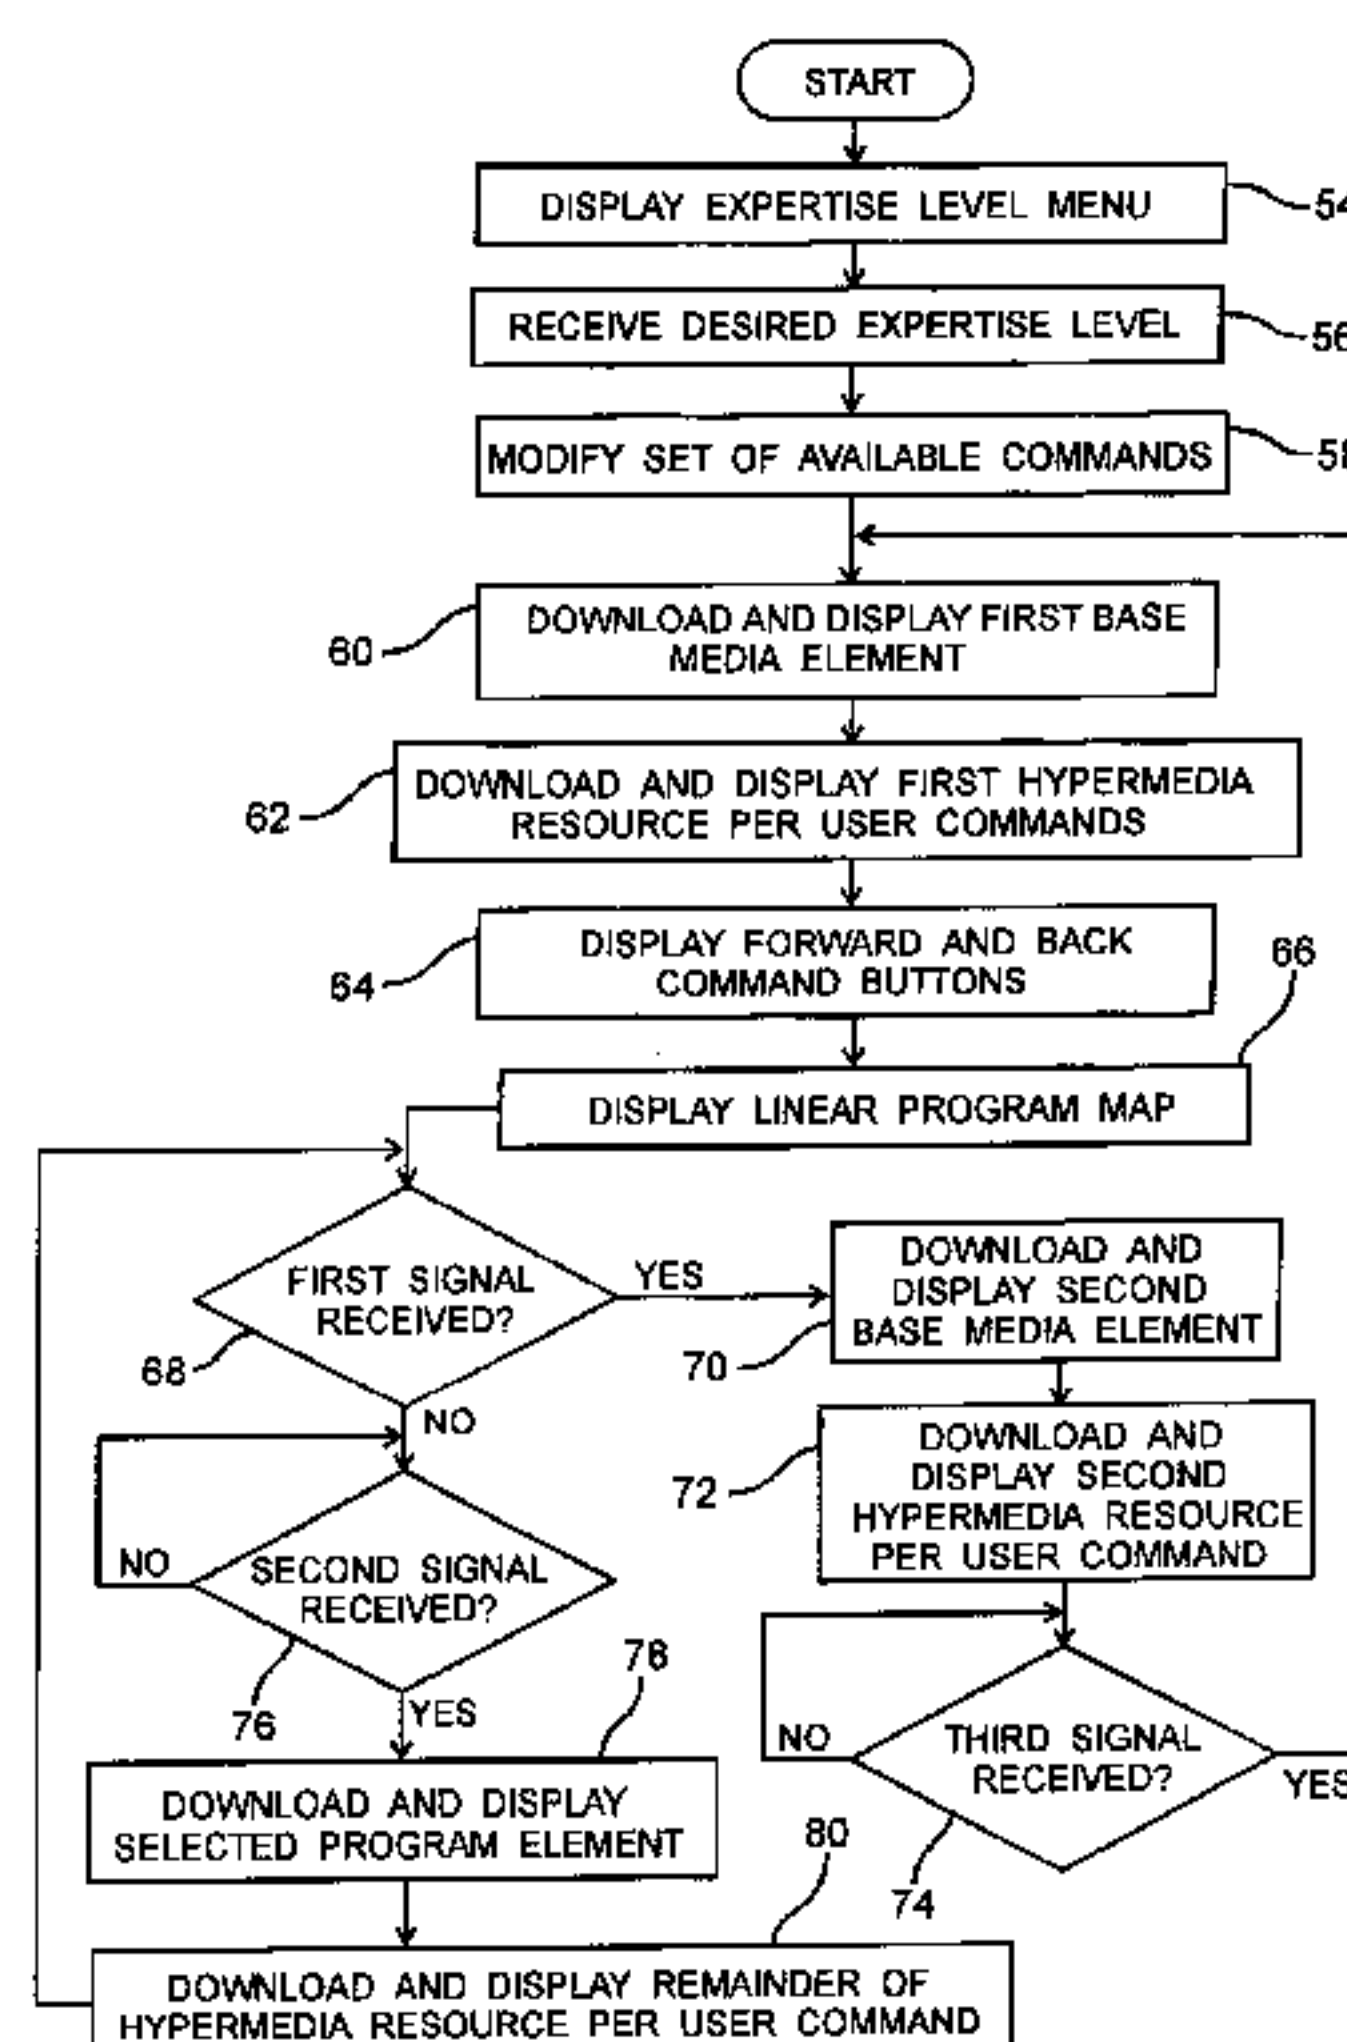 START
DISPLAY EXPERTISE LEVEL MENU
54
RECEIVE DESIRED EXPERTISE LEVEL
56
MODIFY SET OF AVAILABLE COMMANDS
58
60
DOWNLOAD AND DISPLAY FIRST BASE
MEDIA ELEMENT
62
DOWNLOAD AND DISPLAY FIRST HYPERMEDIA
RESOURCE PER USER COMMANDS
64
DISPLAY FORWARD AND BACK
COMMAND BUTTONS
66
DISPLAY LINEAR PROGRAM MAP
FIRST SIGNAL
RECEIVED?
68
YES
NO
DOWNLOAD AND
DISPLAY SECOND
BASE MEDIA ELEMENT
70
DOWNLOAD AND
DISPLAY SECOND
HYPERMEDIA RESOURCE
PER USER COMMAND
72
NO
SECOND SIGNAL
RECEIVED?
76
YES
78
NO
THIRD SIGNAL
RECEIVED?
YES
74
DOWNLOAD AND DISPLAY
SELECTED PROGRAM ELEMENT
80
DOWNLOAD AND DISPLAY REMAINDER OF
HYPERMEDIA RESOURCE PER USER COMMAND